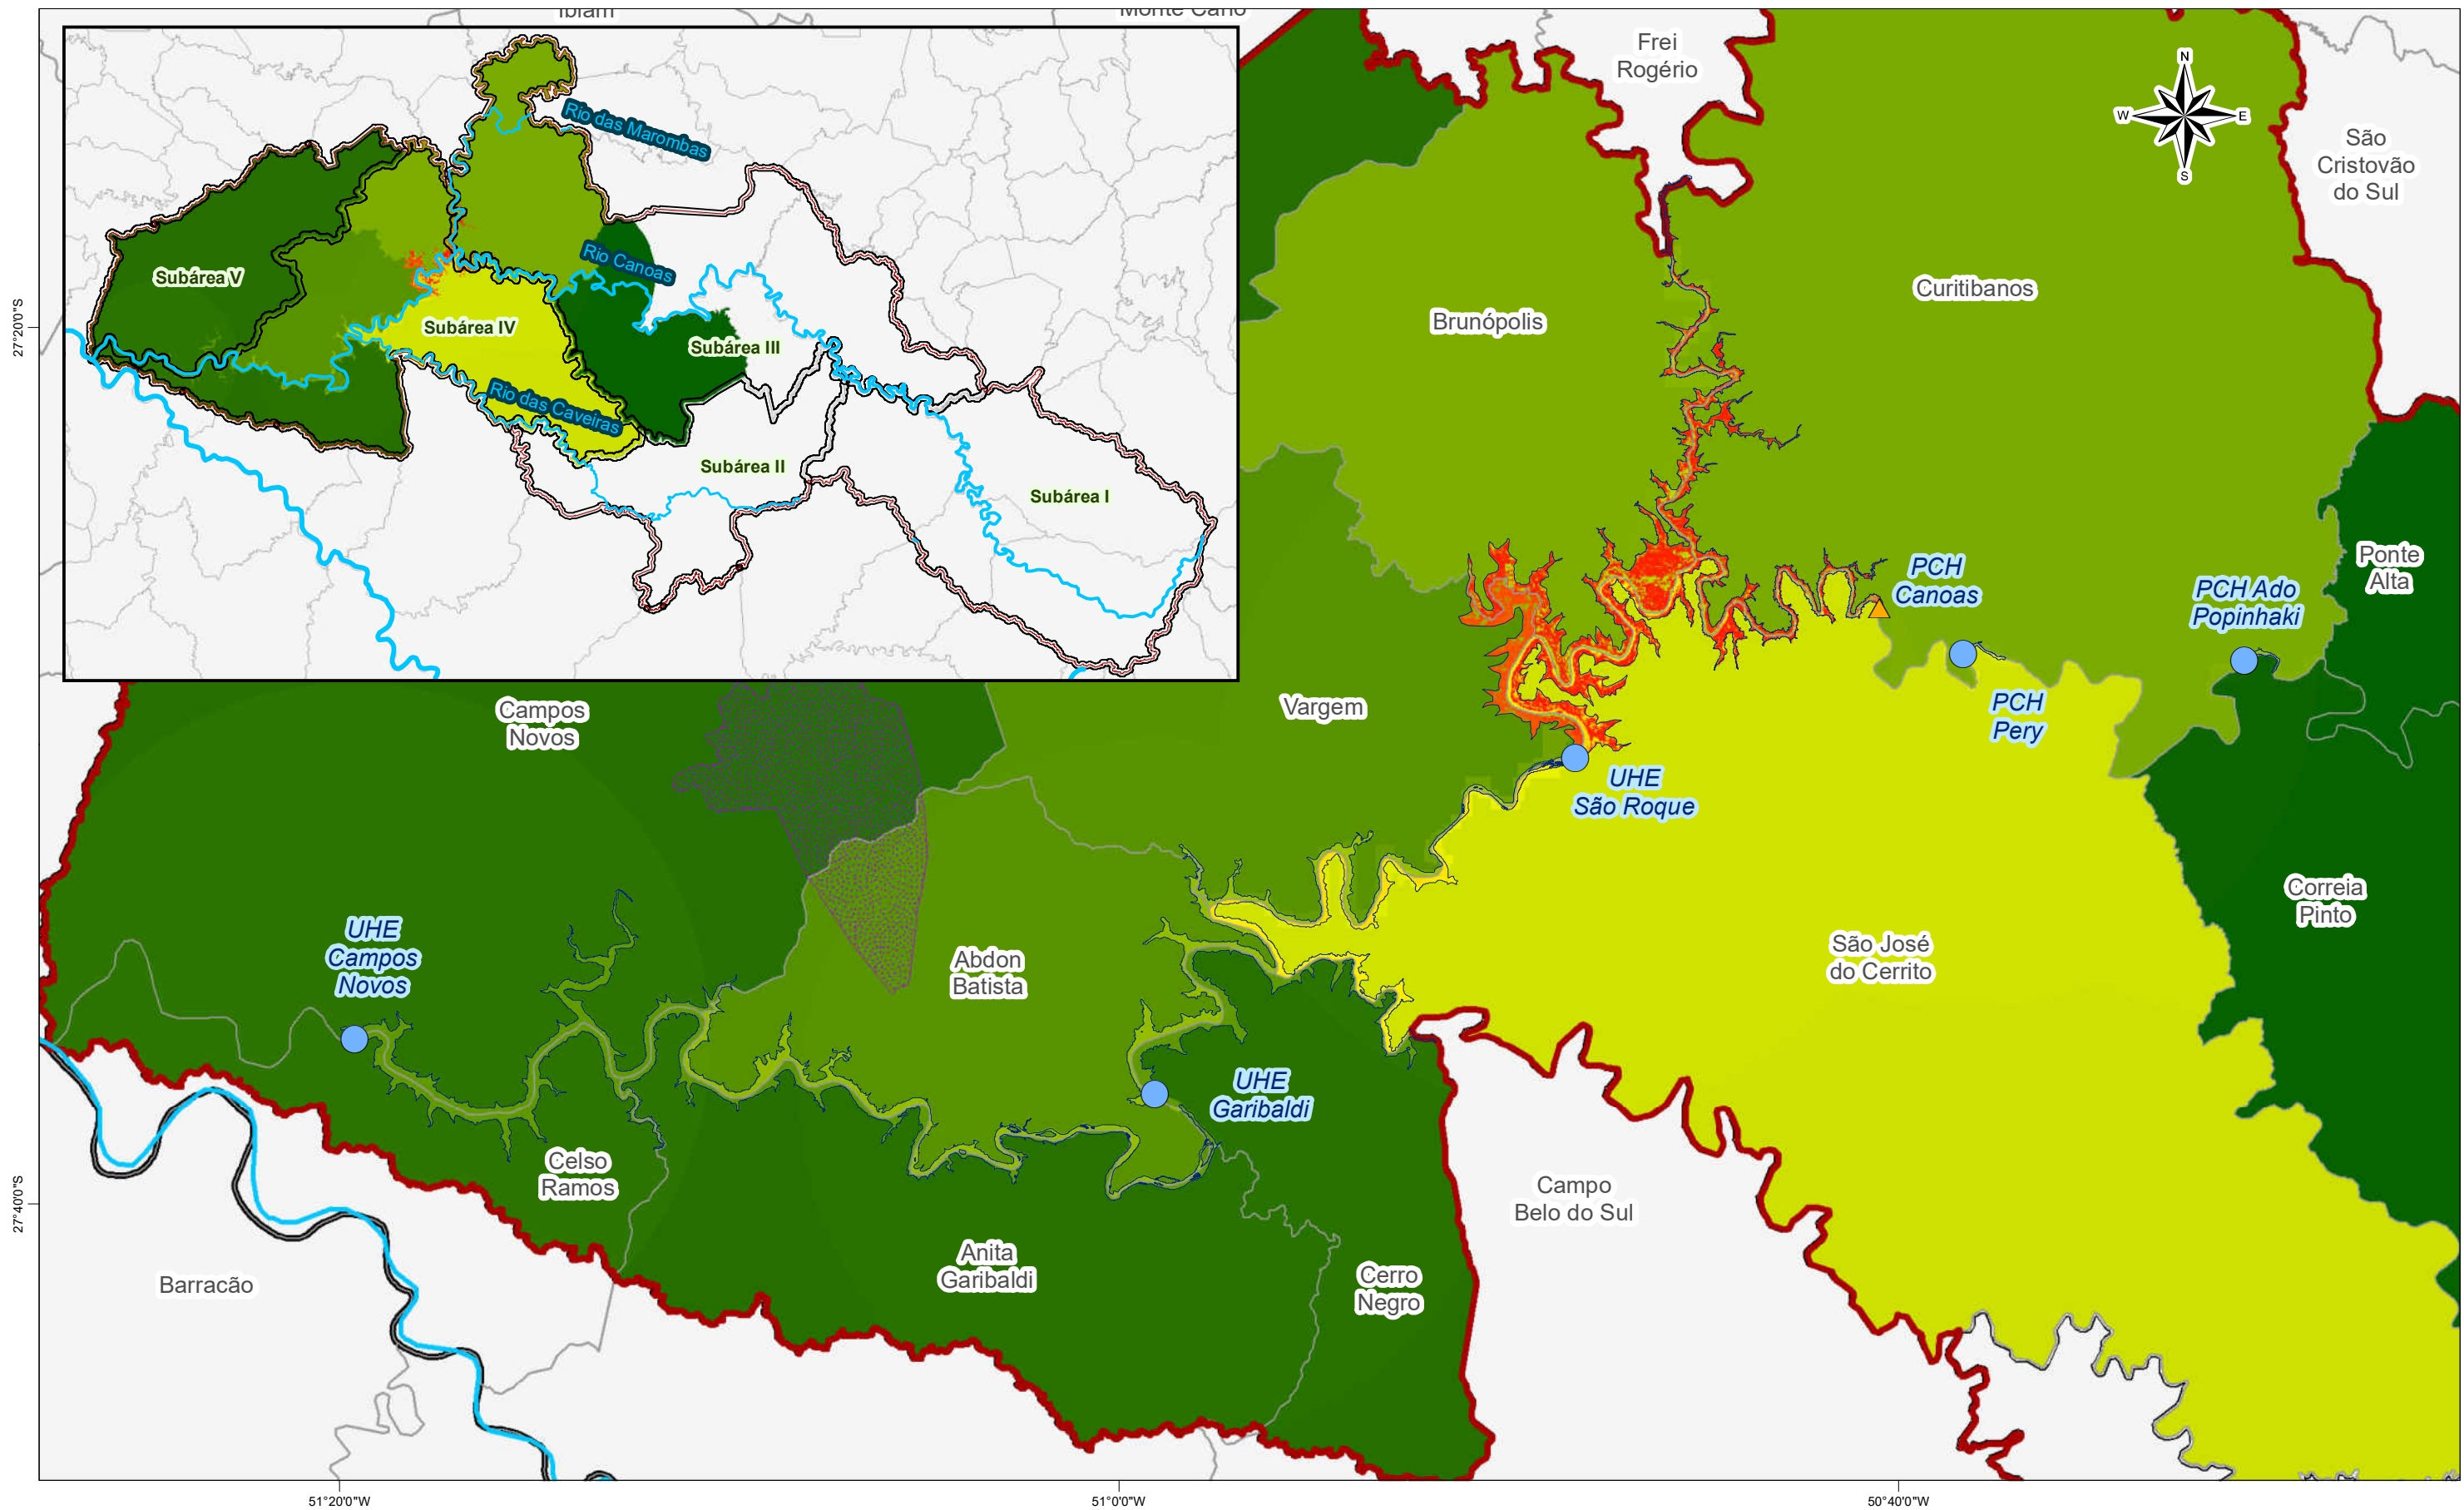 Ibiam
Monte Carlo
Frei
Rogério
São
Cristovão
do Sul
N
W
E
S
Rio das Marombas
Rio Canoas
Subárea V
Subárea IV
Subárea III
Rio das Caveiras
Subárea II
Subárea I
Brunópolis
Curitibanos
27°20'0"S
Ponte
Alta
PCH
Canoas
PCH Ado
Popinhaki
Campos
Novos
Vargem
PCH
Pery
UHE
São Roque
Correia
Pinto
UHE
Campos
Novos
Abdon
Batista
São José
do Cerrito
UHE
Garibaldi
Celso
Ramos
Campo
Belo do Sul
27°40'0"S
Barracão
Anita
Garibaldi
Cerro
Negro
51°20'0"W
51°0'0"W
50°40'0"W